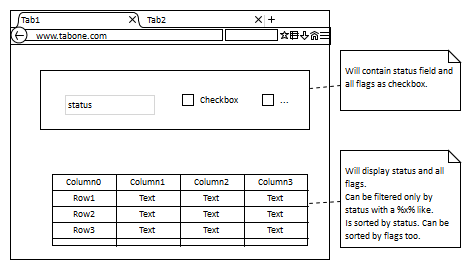 Tab1 Tab2 +
www.tabone.com
status Checkbox ...
Will contain status field and
all flags as checkbox.
Column0 Column1 Column2 Column3
Row1 Text Text Text
Row2 Text Text Text
Row3 Text Text Text
Will display status and all
flags.
Can be filtered only by
status with a %x% like.
Is sorted by status. Can be
sorted by flags too.